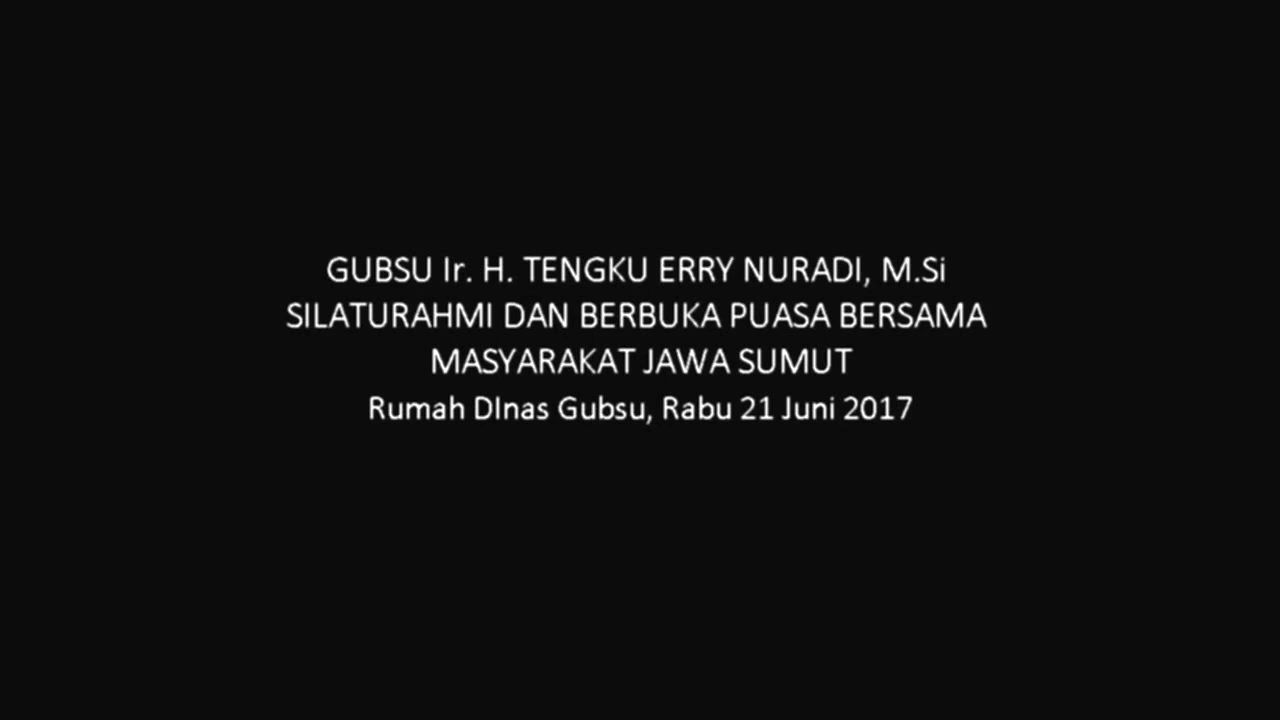 GUBSU Ir. H. TENGKU ERRY NURADI, M.Si
SILATURAHMI DAN BERBUKA PUASA BERSAMA
MASYARAKAT JAWA SUMUT
Rumah DInas Gubsu, Rabu 21 Juni 2017